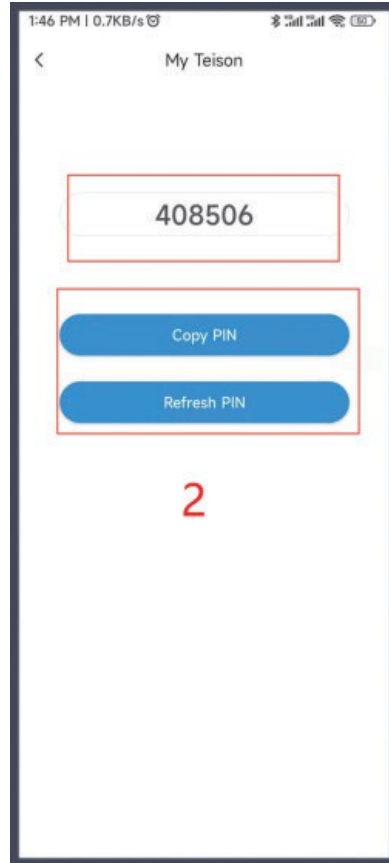 1:46 PM | 0.7KB/s
My Teison
408506
Copy PIN
Refresh PIN
2